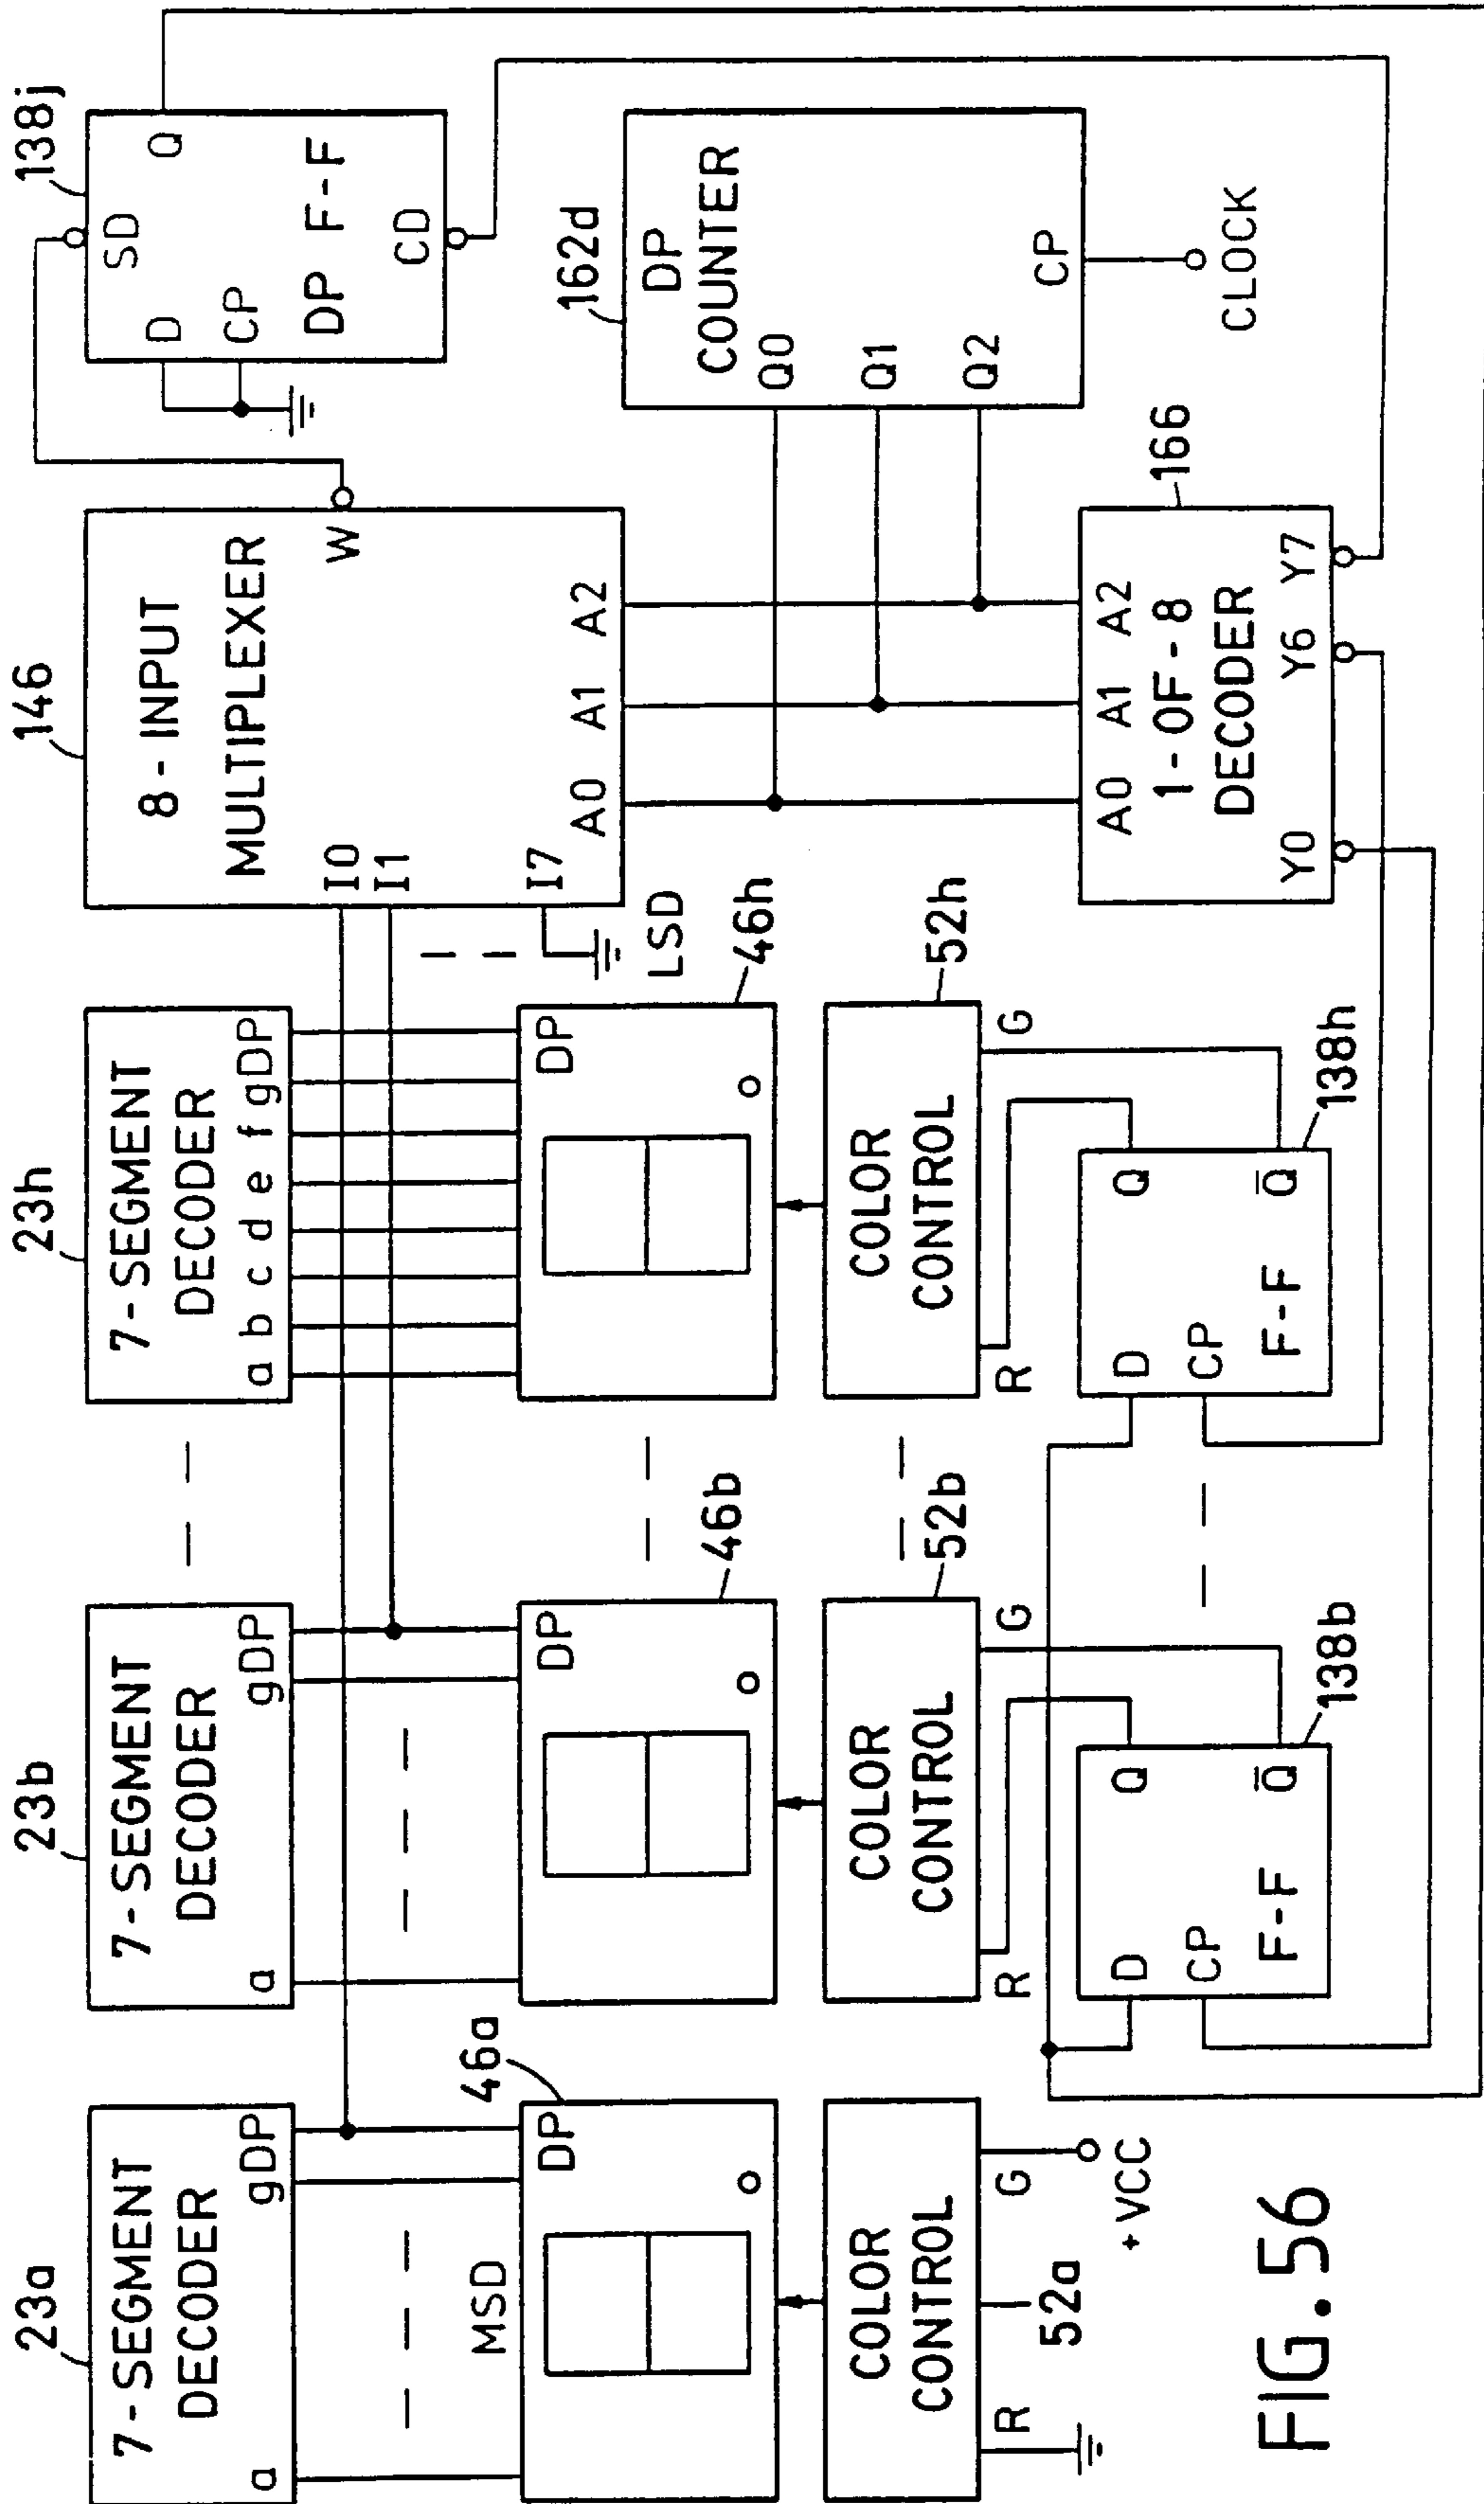 23a
7-SEGMENT
DECODER
a
gDP
MSD
46a
DP
COLOR
CONTROL
R
G
52a
+ VCC
23b
7-SEGMENT
DECODER
a
gDP
DP
46b
COLOR
CONTROL
52b
R
G
D
Q
CP
F-F
Q̅
138b
23h
7-SEGMENT
DECODER
a b c d e f gDP
DP
LSD
46h
COLOR
CONTROL
52h
R
G
D
Q
CP
F-F
Q̅
138h
146
8-INPUT
MULTIPLEXER
I0
I1
W
I7
A0 A1 A2
138j
SD
D
Q
CP
DP F-F
CD
162d
DP
COUNTER
Q0
Q1
Q2
CP
CLOCK
166
A0 A1 A2
1-OF-8
DECODER
Y0 Y6 Y7
FIG. 56